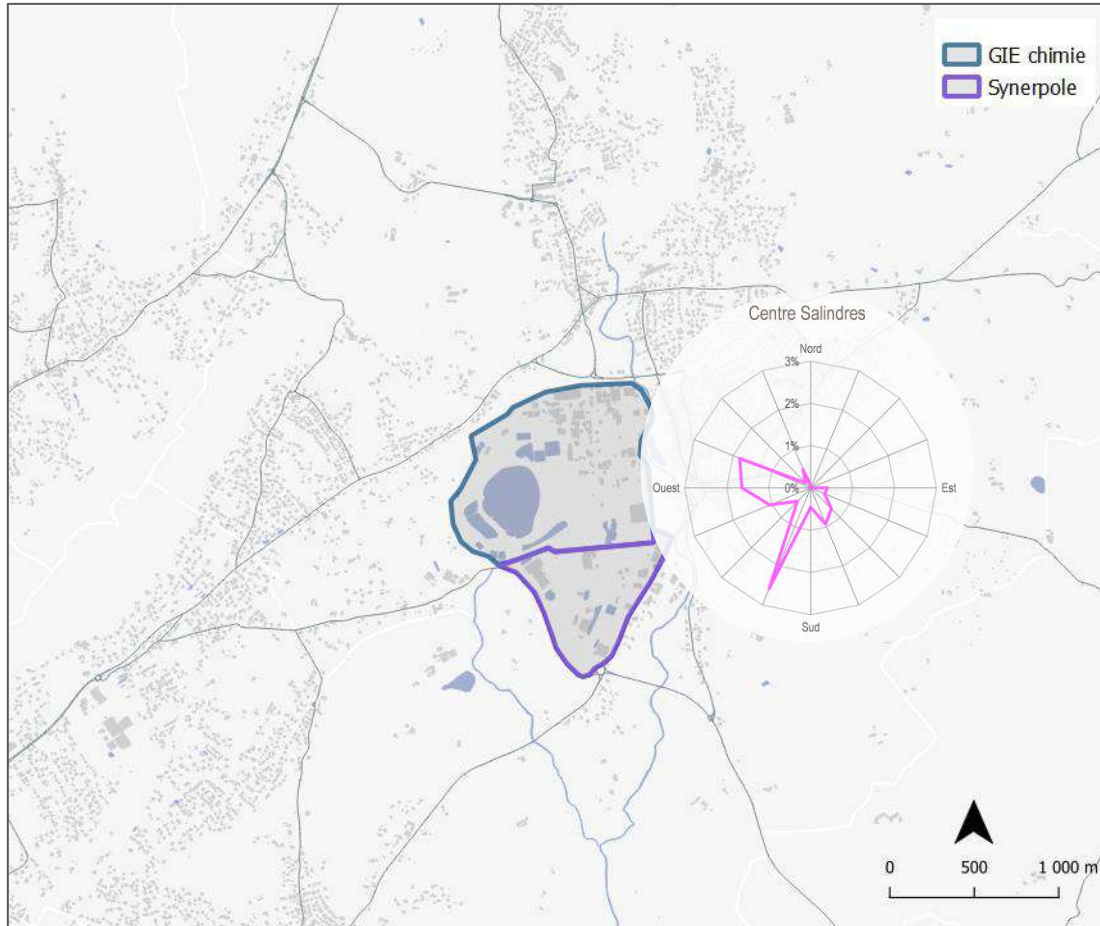 GIE chimie
Synerpole
Centre Salindres
Nord
3%
2%
1%
Ouest
0%
Est
Sud
0 500 1 000 m